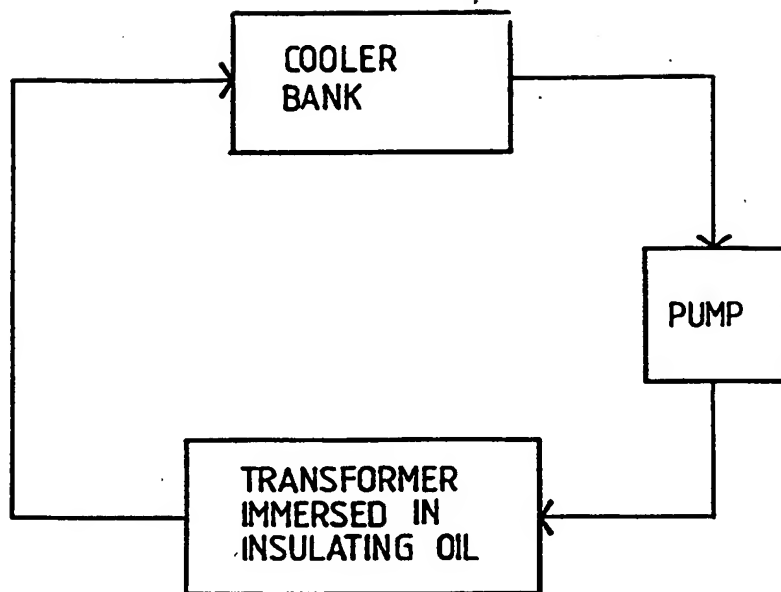 COOLER
BANK
PUMP
TRANSFORMER
IMMERSED IN
INSULATING OIL